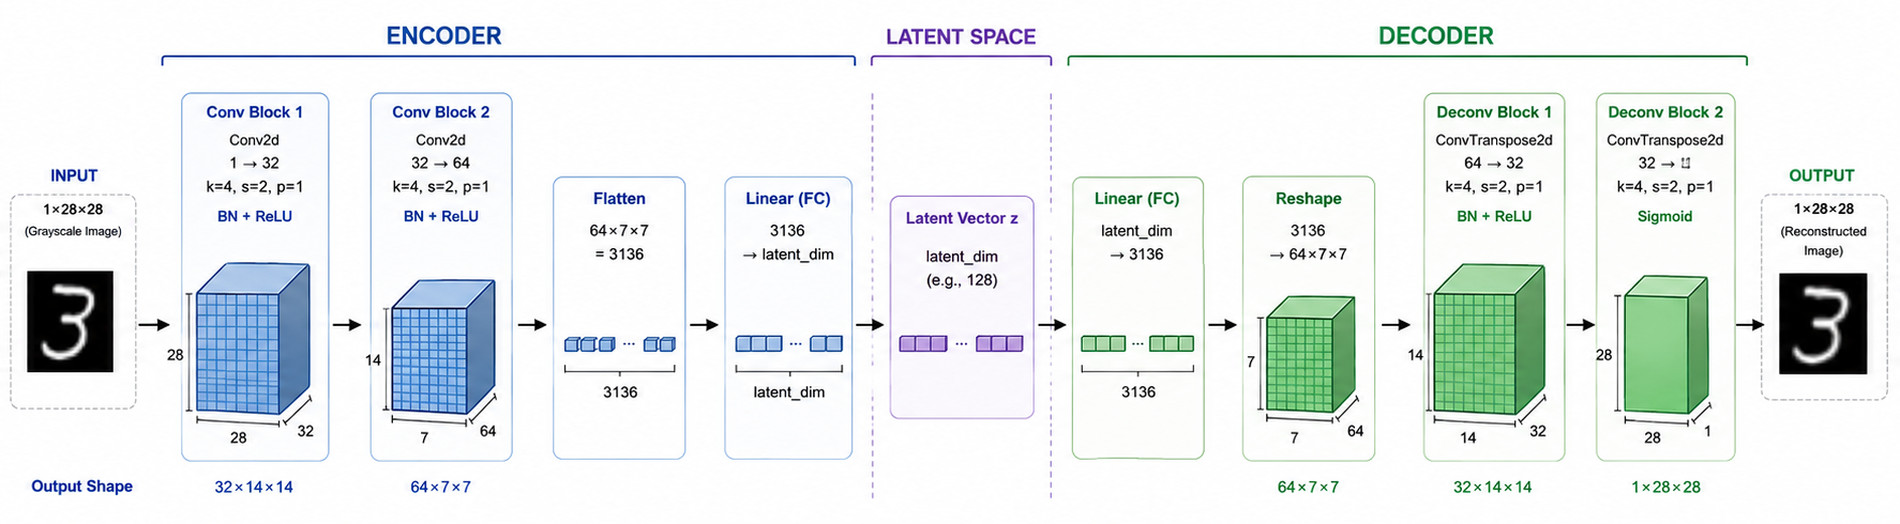 ENCODER
LATENT SPACE
DECODER
INPUT
1×28×28
(Grayscale Image)
Conv Block 1
Conv2d
1 → 32
k=4, s=2, p=1
BN + ReLU
28
28
32
Conv Block 2
Conv2d
32 → 64
k=4, s=2, p=1
BN + ReLU
14
7
64
Flatten
64×7×7
= 3136
...
3136
Linear (FC)
3136
→ latent_dim
...
latent_dim
Latent Vector z
latent_dim
(e.g., 128)
...
Linear (FC)
latent_dim
→ 3136
...
3136
Reshape
3136
→ 64×7×7
7
7
64
Deconv Block 1
ConvTranspose2d
64 → 32
k=4, s=2, p=1
BN + ReLU
14
14
32
Deconv Block 2
ConvTranspose2d
32 →
k=4, s=2, p=1
Sigmoid
28
28
1
OUTPUT
1×28×28
(Reconstructed
Image)
3
3
Output Shape
32×14×14
64×7×7
64×7×7
32×14×14
1×28×28